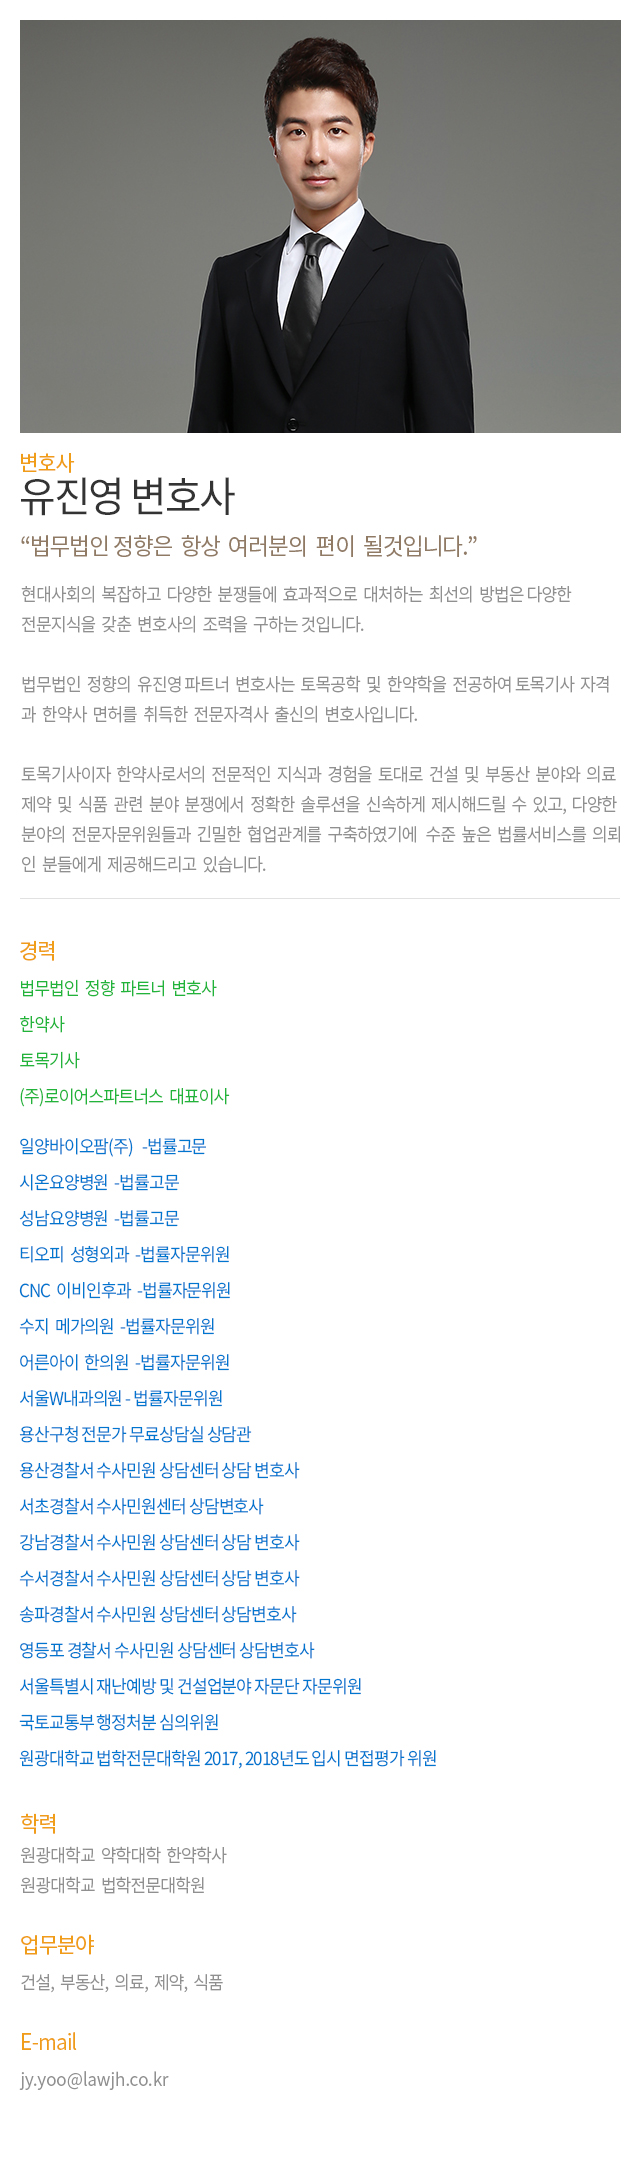 변호사
유진영 변호사
“법무법인 정향은 항상 여러분의 편이 될것입니다.”
현대사회의 복잡하고 다양한 분쟁들에 효과적으로 대처하는 최선의 방법은 다양한
전문지식을 갖춘 변호사의 조력을 구하는 것입니다.
법무법인 정향의 유진영 파트너 변호사는 토목공학 및 한약학을 전공하여 토목기사 자격
과 한약사 면허를 취득한 전문자격사 출신의 변호사입니다.
토목기사이자 한약사로서의 전문적인 지식과 경험을 토대로 건설 및 부동산 분야와 의료
제약 및 식품 관련 분야 분쟁에서 정확한 솔루션을 신속하게 제시해드릴 수 있고, 다양한
분야의 전문자문위원들과 긴밀한 협업관계를 구축하였기에 수준 높은 법률서비스를 의뢰
인 분들에게 제공해드리고 있습니다.
경력
법무법인 정향 파트너 변호사
한약사
토목기사
(주)로이어스파트너스 대표이사
일양바이오팜(주) -법률고문
시온요양병원 -법률고문
성남요양병원 -법률고문
티오피 성형외과 -법률자문위원
CNC 이비인후과 -법률자문위원
수지 메가의원 -법률자문위원
어른아이 한의원 -법률자문위원
서울W내과의원 - 법률자문위원
용산구청 전문가 무료상담실 상담관
용산경찰서 수사민원 상담센터 상담 변호사
서초경찰서 수사민원센터 상담변호사
강남경찰서 수사민원 상담센터 상담 변호사
수서경찰서 수사민원 상담센터 상담 변호사
송파경찰서 수사민원 상담센터 상담변호사
영등포 경찰서 수사민원 상담센터 상담변호사
서울특별시 재난예방 및 건설업분야 자문단 자문위원
국토교통부 행정처분 심의위원
원광대학교 법학전문대학원 2017, 2018년도 입시 면접평가 위원
학력
원광대학교 약학대학 한약학사
원광대학교 법학전문대학원
업무분야
건설, 부동산, 의료, 제약, 식품
E-mail
jy.yoo@lawjh.co.kr